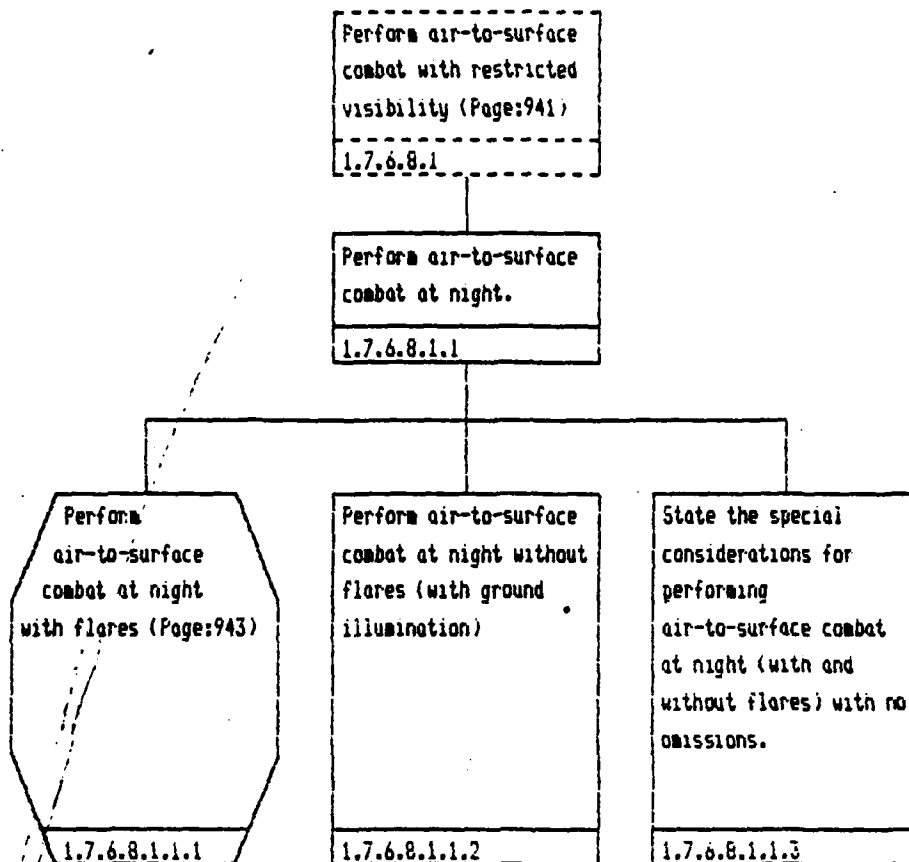 Perform air-to-surface
combat with restricted
visibility (Page:941)
1.7.6.8.1
Perform air-to-surface
combat at night.
1.7.6.8.1.1
Perform
air-to-surface
combat at night
with flares (Page:943)
1.7.6.8.1.1.1
Perform air-to-surface
combat at night without
flares (with ground
illumination)
1.7.6.8.1.1.2
State the special
considerations for
performing
air-to-surface combat
at night (with and
without flares) with no
omissions.
1.7.6.8.1.1.3